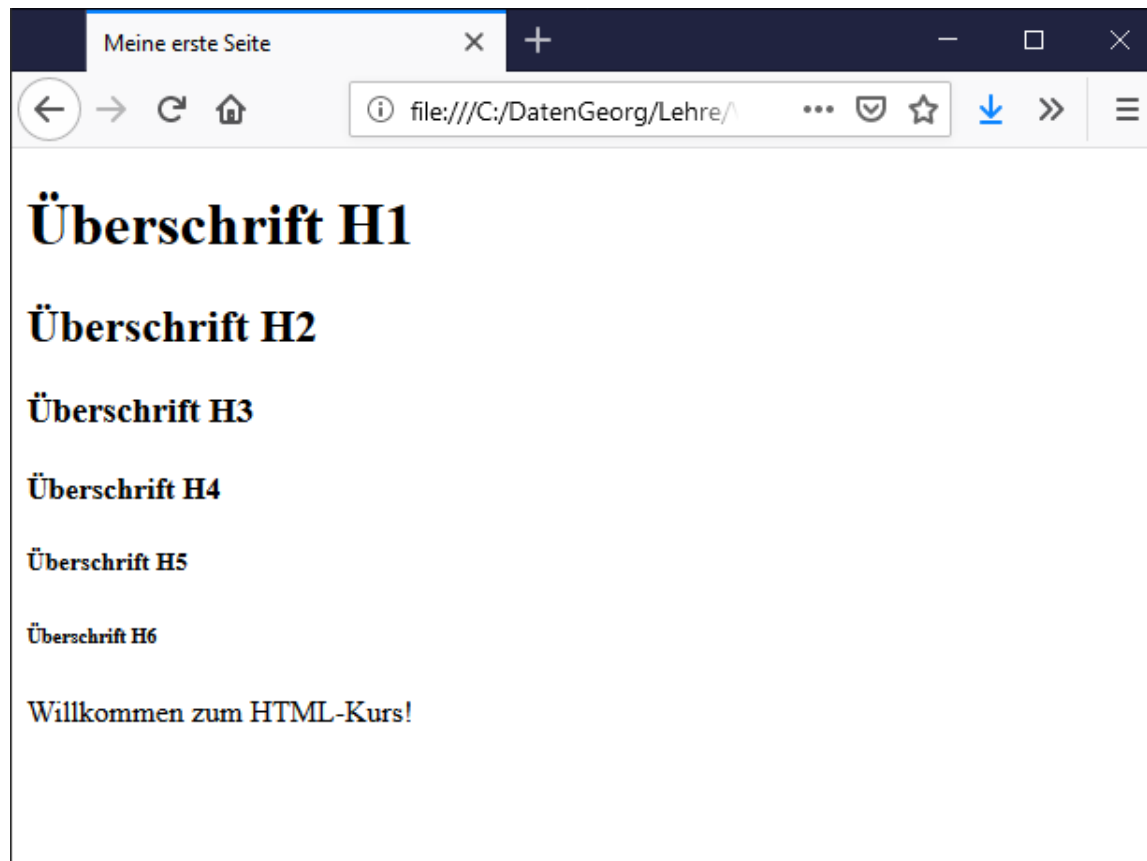 Meine erste Seite
file:///C:/DatenGeorg/Lehre/
Überschrift H1
Überschrift H2
Überschrift H3
Überschrift H4
Überschrift H5
Überschrift H6
Willkommen zum HTML-Kurs!